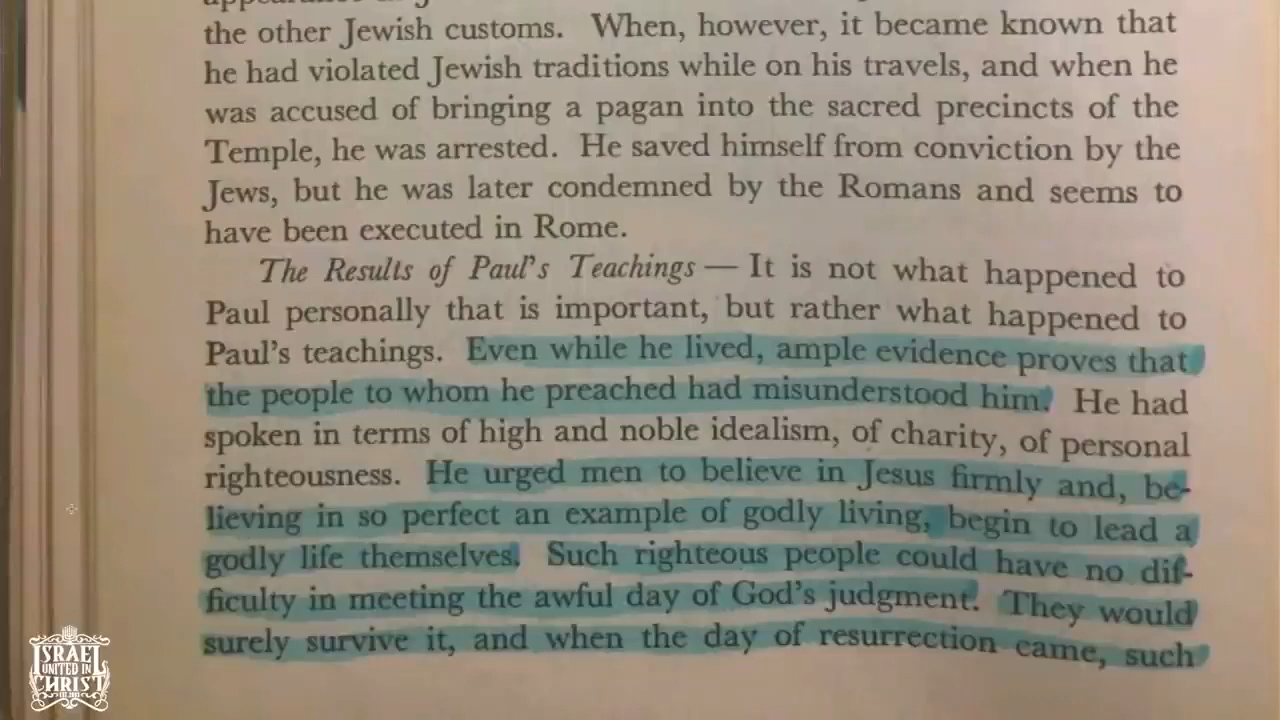 the other Jewish customs. When, however, it became known that
he had violated Jewish traditions while on his travels, and when he
was accused of bringing a pagan into the sacred precincts of the
Temple, he was arrested. He saved himself from conviction by the
Jews, but he was later condemned by the Romans and seems to
have been executed in Rome.
The Results of Paul's Teachings — It is not what happened to
Paul personally that is important, but rather what happened to
Paul's teachings. Even while he lived, ample evidence proves that
the people to whom he preached had misunderstood him. He had
spoken in terms of high and noble idealism, of charity, of personal
righteousness. He urged men to believe in Jesus firmly and, be-
lieving in so perfect an example of godly living, begin to lead a
godly life themselves. Such righteous people could have no dif-
ficulty in meeting the awful day of God's judgment. They would
surely survive it, and when the day of resurrection came, such
ISRAEL
UNITED IN
CHRIST